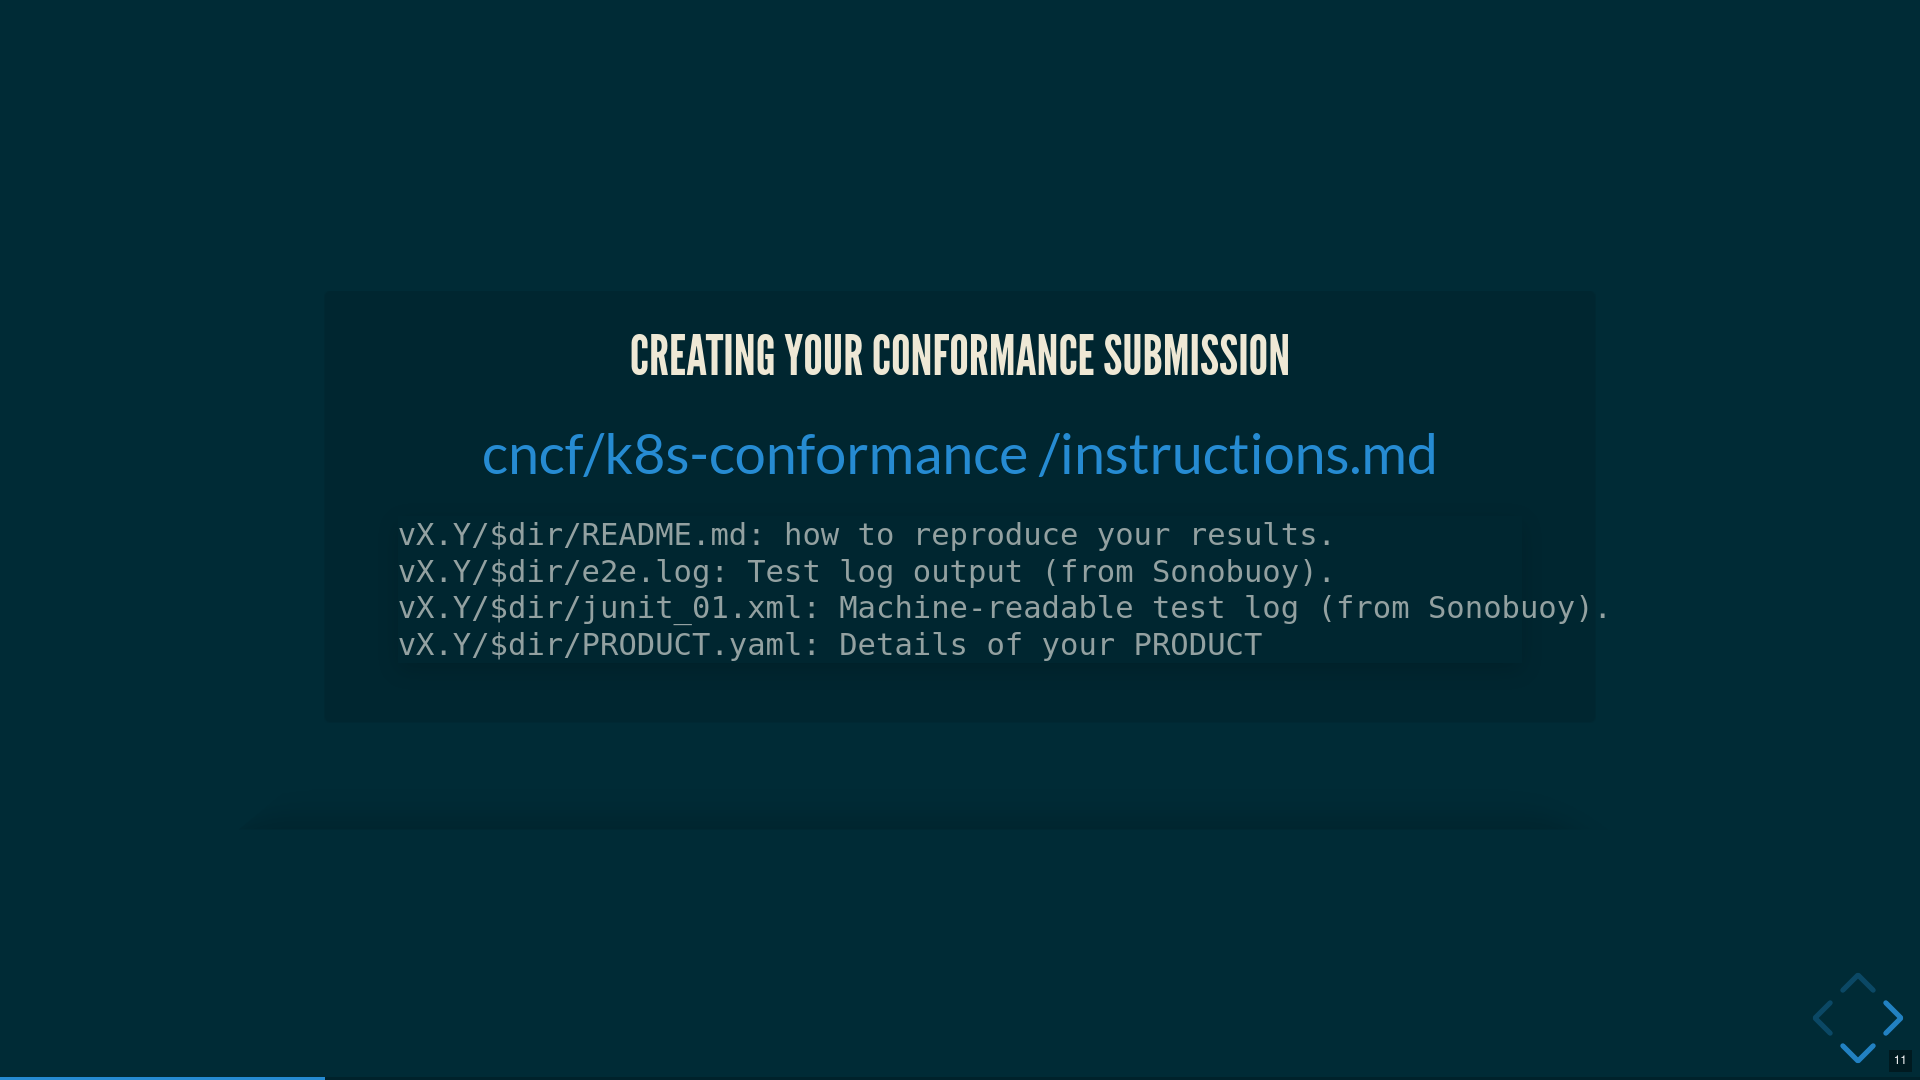 CREATING YOUR CONFORMANCE SUBMISSION
cncf/k8s-conformance /instructions.md
vX.Y/$dir/README.md: how to reproduce your results.
vX.Y/$dir/e2e.log: Test log output (from Sonobuoy).
vX.Y/$dir/junit_01.xml: Machine-readable test log (from Sonobuoy).
vX.Y/$dir/PRODUCT.yaml: Details of your PRODUCT
11